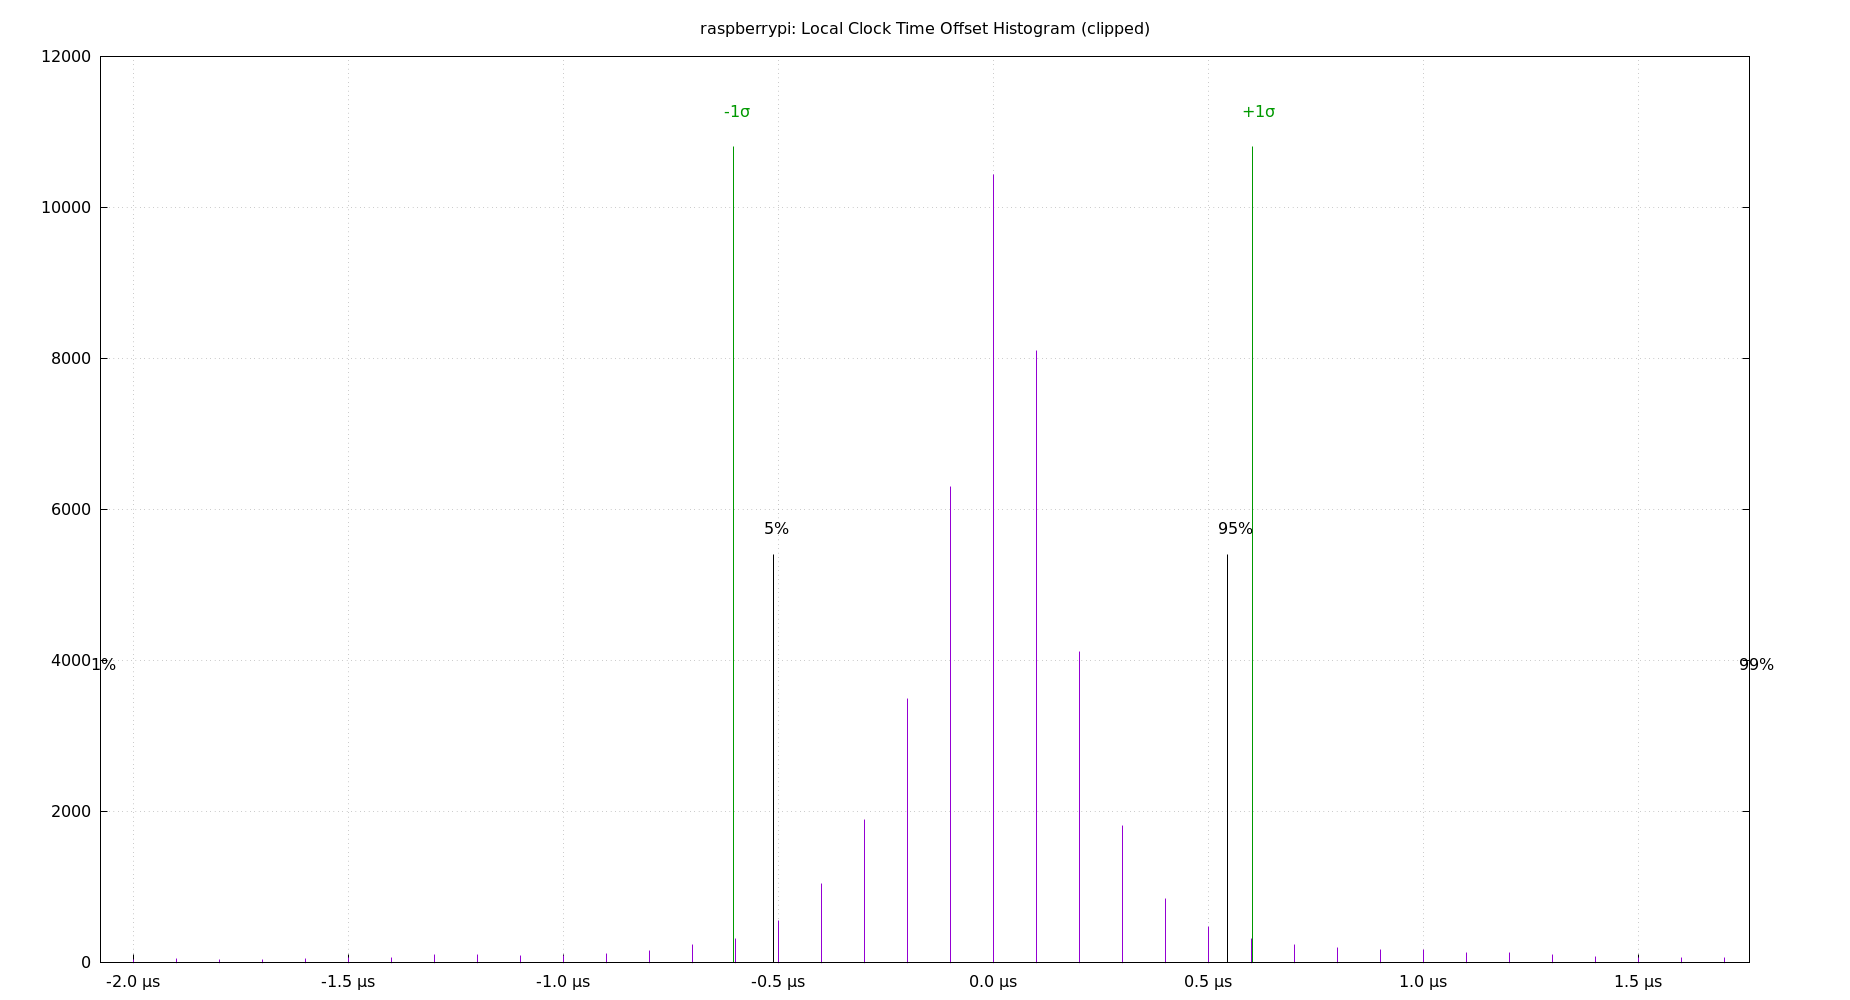 raspberrypi: Local Clock Time Offset Histogram (clipped)
12000
-1σ
+1σ
10000
8000
6000
5%
95%
4000
1%
99%
2000
0
-2.0 µs
-1.5 µs
-1.0 µs
-0.5 µs
0.0 µs
0.5 µs
1.0 µs
1.5 µs